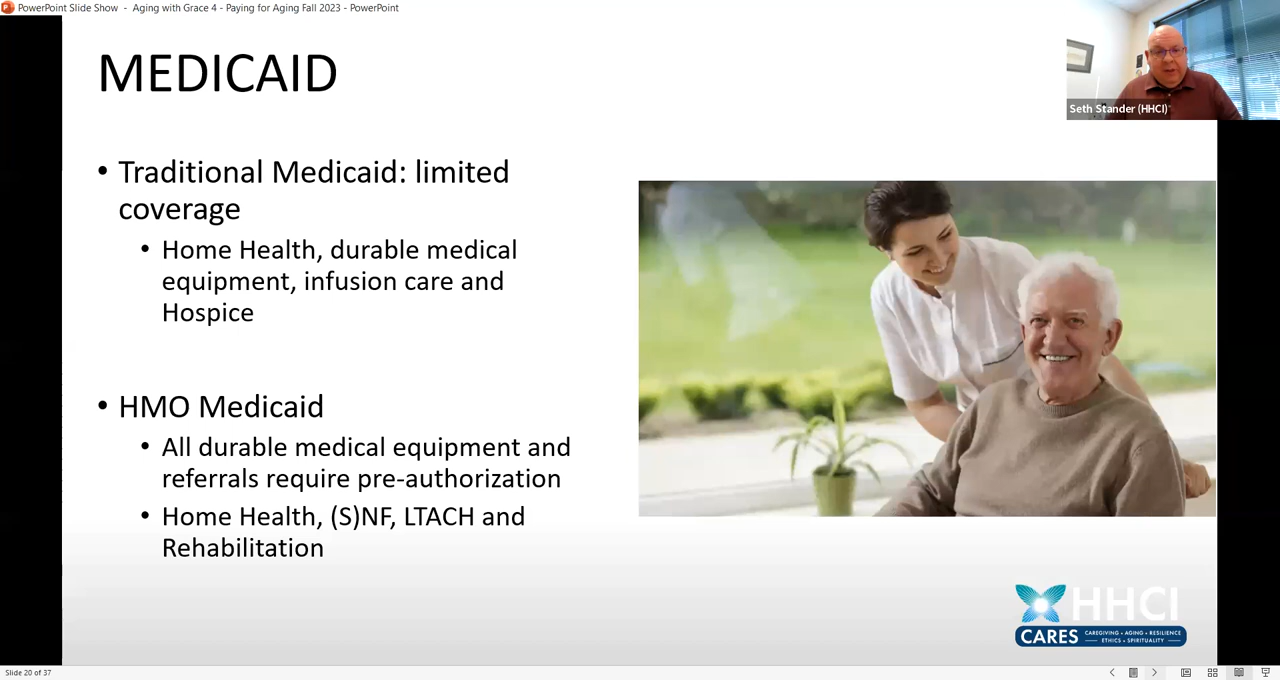 PowerPoint Slide Show - Aging with Grace 4 - Paying for Aging Fall 2023 - PowerPoint
MEDICAID
Seth Stander (HHCI)
• Traditional Medicaid: limited
coverage
• Home Health, durable medical
equipment, infusion care and
Hospice
• HMO Medicaid
• All durable medical equipment and
referrals require pre-authorization
• Home Health, (S)NF, LTACH and
Rehabilitation
HHCI
CARES
CAREGIVING • AGING • RESILIENCE
ETHICS • SPIRITUALITY
Slide 20 of 37